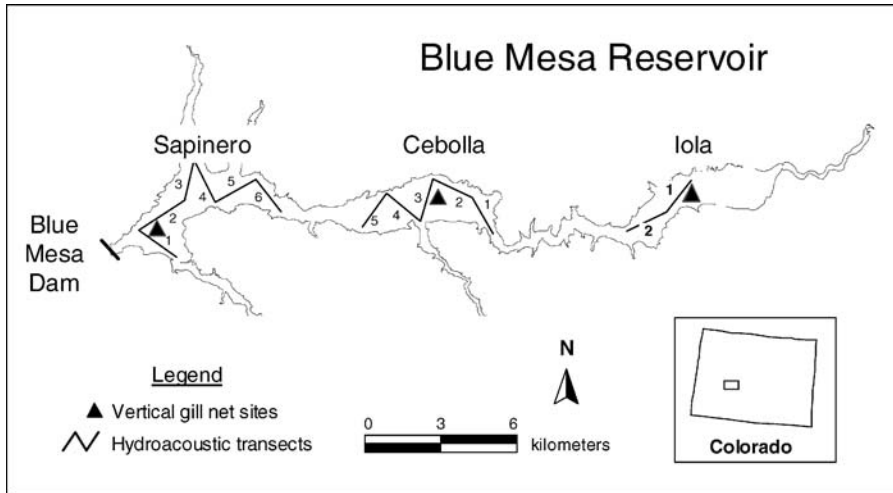 Blue Mesa Reservoir
Sapinero
Cebolla
Iola
3
5
4
6
2
1
3
2
1
5
4
1
2
Blue
Mesa
Dam
N
Legend
Vertical gill net sites
Hydroacoustic transects
0 3 6
kilometers
Colorado